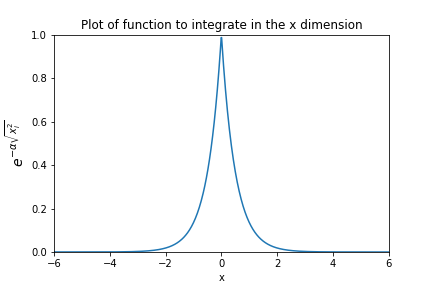 Plot of function to integrate in the x dimension
1.0
0.8
0.6
0.4
0.2
0.0
e^{-α\sqrt{x_i^2}}
−6 −4 −2 0 2 4 6
x